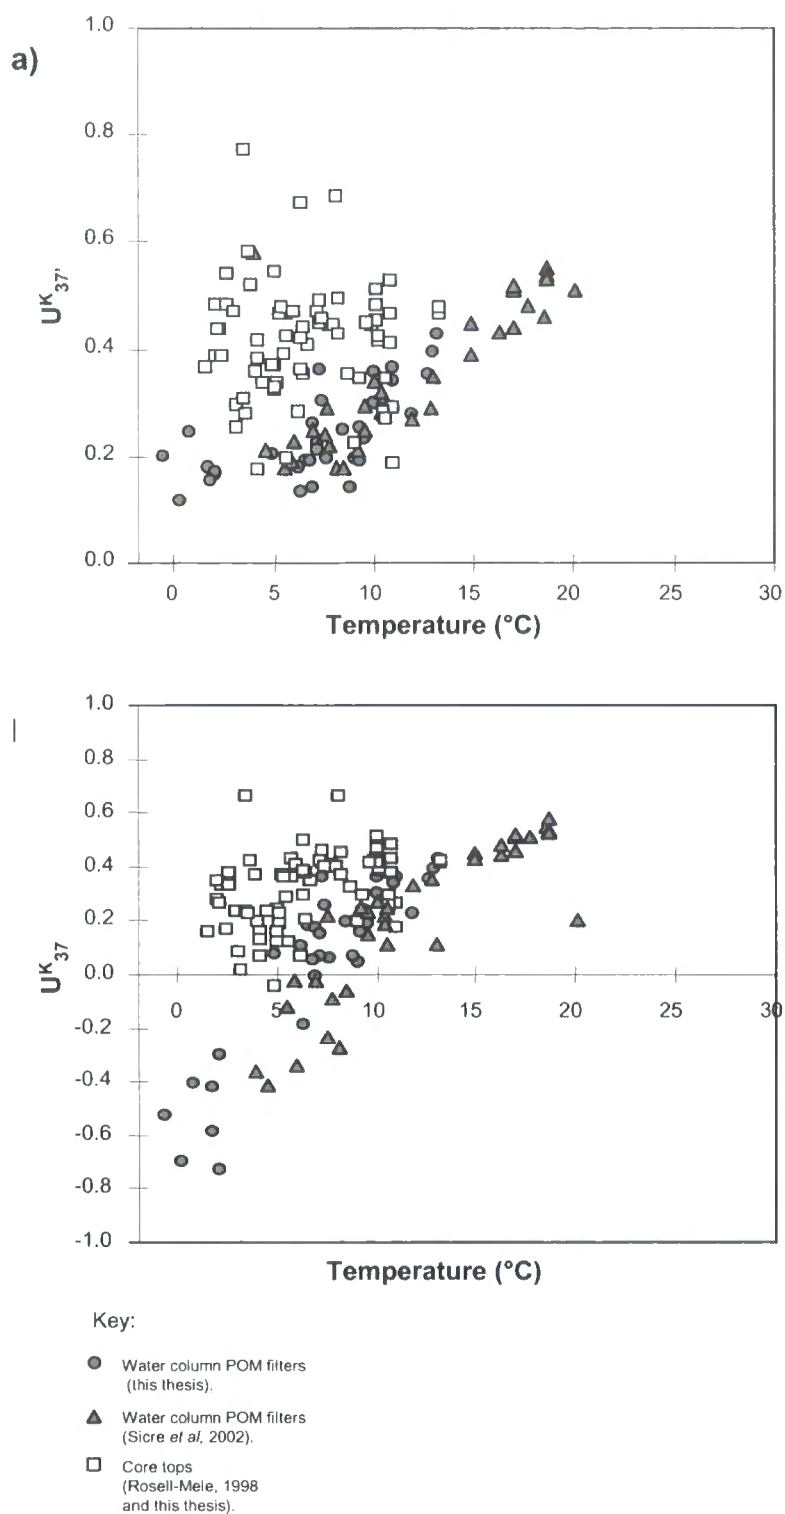 a)
1.0
0.8
0.6
0.4
0.2
0.0
U^K_37'
0 5 10 15 20 25 30
Temperature (°C)
1.0
0.8
0.6
0.4
0.2
0.0
-0.2
-0.4
-0.6
-0.8
-1.0
U^K_37
0 5 10 15 20 25 30
Temperature (°C)
Key:
Water column POM filters
(this thesis).
Water column POM filters
(Sicre et al, 2002).
Core tops
(Rosell-Mele, 1998
and this thesis).